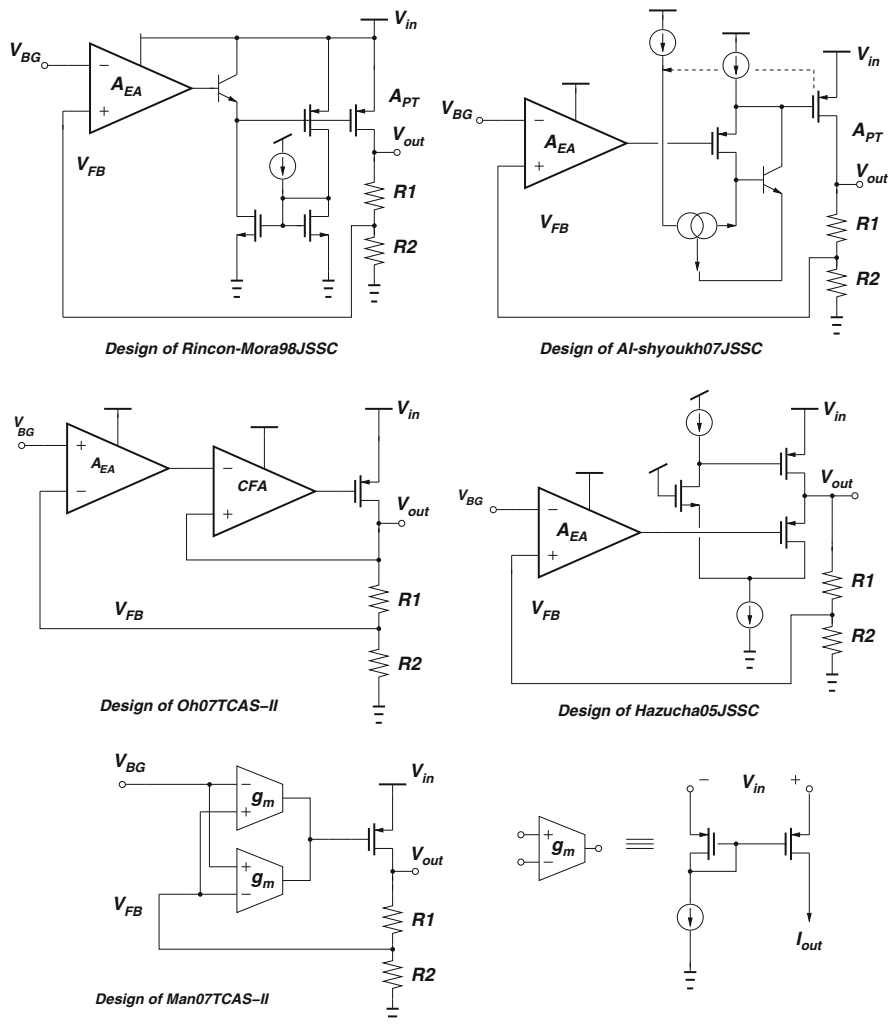 V_in
V_BG
−
A_EA
+
A_PT
V_out
V_FB
R1
R2
Design of Rincon-Mora98JSSC
V_in
V_BG
−
A_EA
+
A_PT
V_out
V_FB
R1
R2
Design of Al-shyoukh07JSSC
V_in
V_BG
+
A_EA
−
−
CFA
+
V_out
R1
V_FB
R2
Design of Oh07TCAS−II
V_in
V_out
V_BG
−
A_EA
+
R1
V_FB
R2
Design of Hazucha05JSSC
V_BG
V_in
−
g_m
+
+
g_m
−
V_out
V_FB
R1
R2
Design of Man07TCAS−II
− V_in +
+
g_m
−
I_out